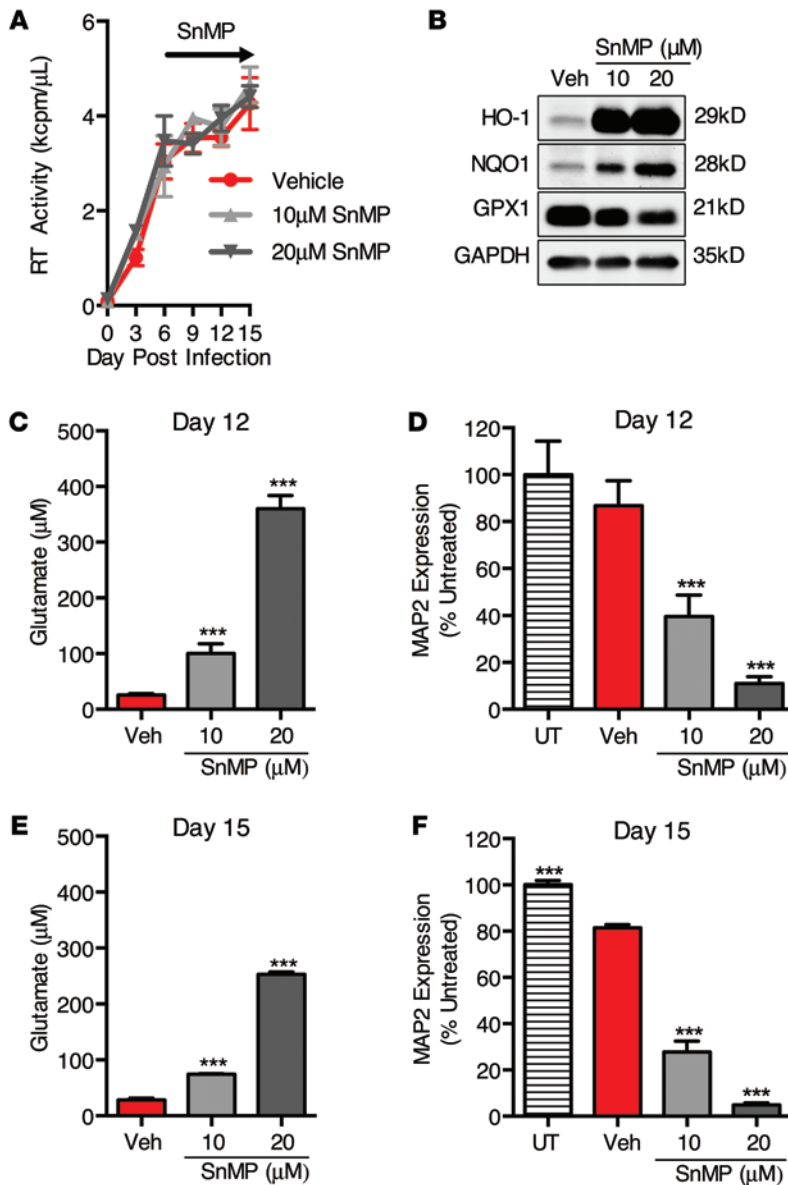 A
SnMP
RT Activity (kcpm/µL)
6
4
2
0
0 3 6 9 12 15
Day Post Infection
Vehicle
10µM SnMP
20µM SnMP
B
SnMP (µM)
Veh 10 20
HO-1 29kD
NQO1 28kD
GPX1 21kD
GAPDH 35kD
C
Day 12
Glutamate (µM)
500
400
300
200
100
0
***
***
Veh 10 20
SnMP (µM)
D
Day 12
MAP2 Expression
(% Untreated)
120
100
80
60
40
20
0
***
***
UT Veh 10 20
SnMP (µM)
E
Day 15
Glutamate (µM)
500
400
300
200
100
0
***
***
Veh 10 20
SnMP (µM)
F
Day 15
MAP2 Expression
(% Untreated)
120
100
80
60
40
20
0
***
***
***
UT Veh 10 20
SnMP (µM)